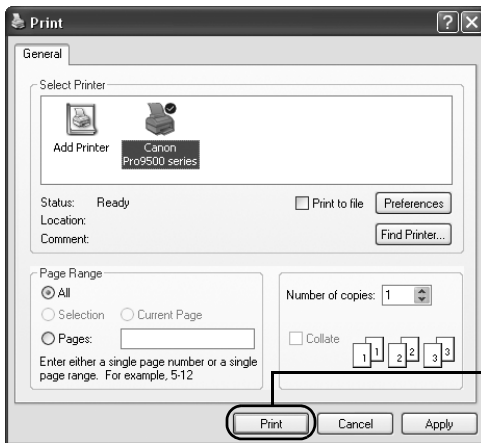 Print
General
Select Printer
Add Printer
Canon
Pro9500 series
Status: Ready
Location:
Comment:
Print to file
Preferences
Find Printer...
Page Range
All
Selection
Current Page
Pages:
Enter either a single page number or a single
page range. For example, 5-12
Number of copies: 1
Collate
1 1 2 2 3 3
Print
Cancel
Apply